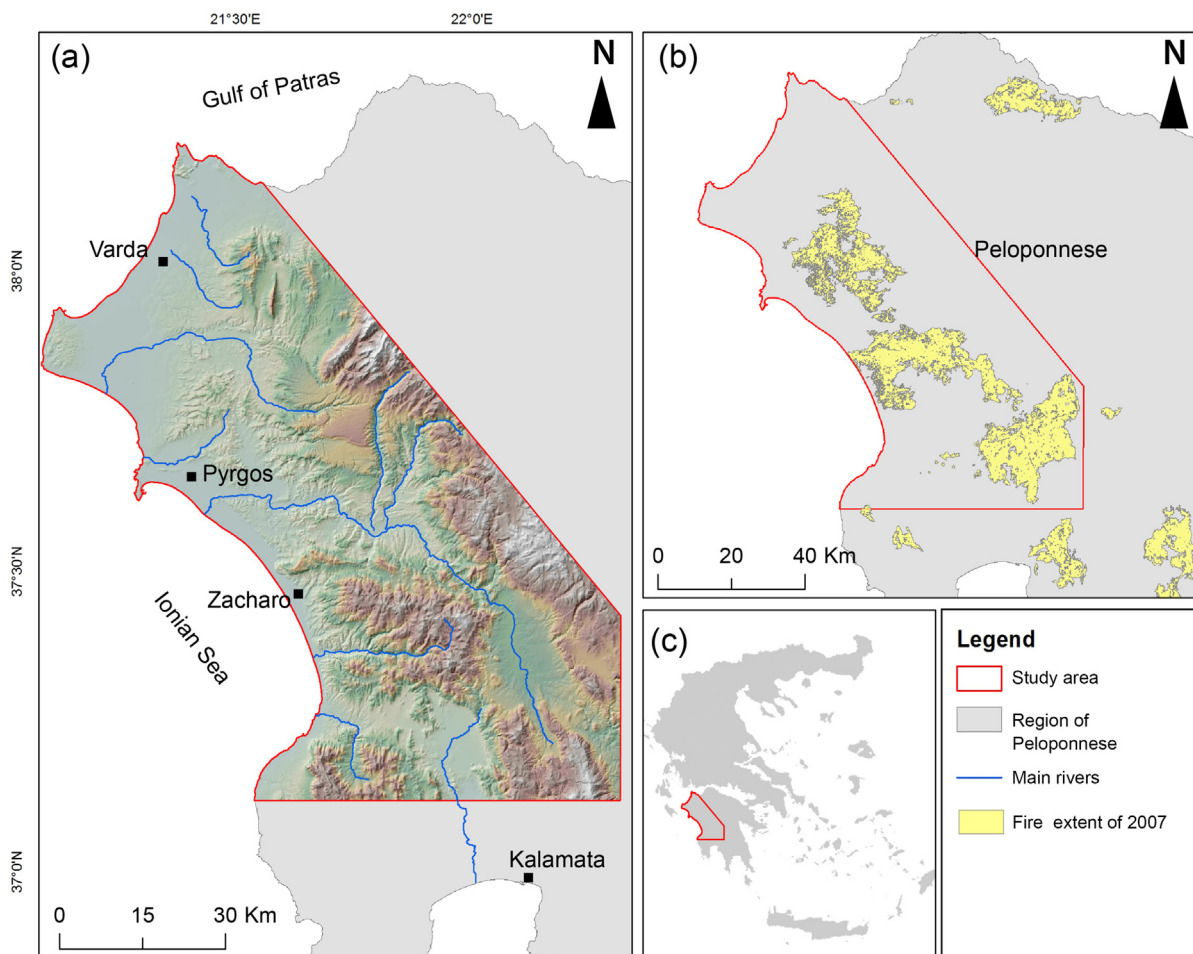 21°30'E
22°0'E
(a)
N
Gulf of Patras
Varda
38°0'N
Pyrgos
37°30'N
Zacharo
Ionian Sea
Kalamata
37°0'N
0 15 30 Km
(b)
N
Peloponnese
0 20 40 Km
(c)
Legend
Study area
Region of
Peloponnese
Main rivers
Fire extent of 2007